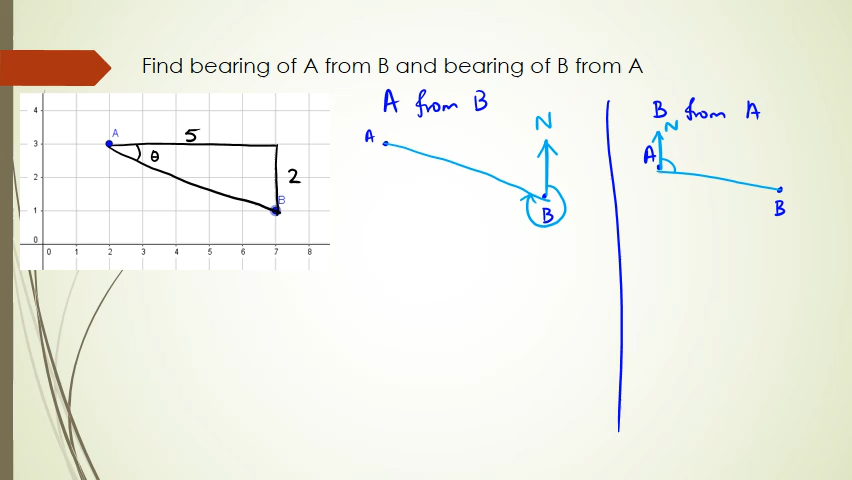 Find bearing of A from B and bearing of B from A
A from B
B from A
4
3
2
1
0
0 1 2 3 4 5 6 7 8
A
5
θ
2
B
A
N
B
N
A
B